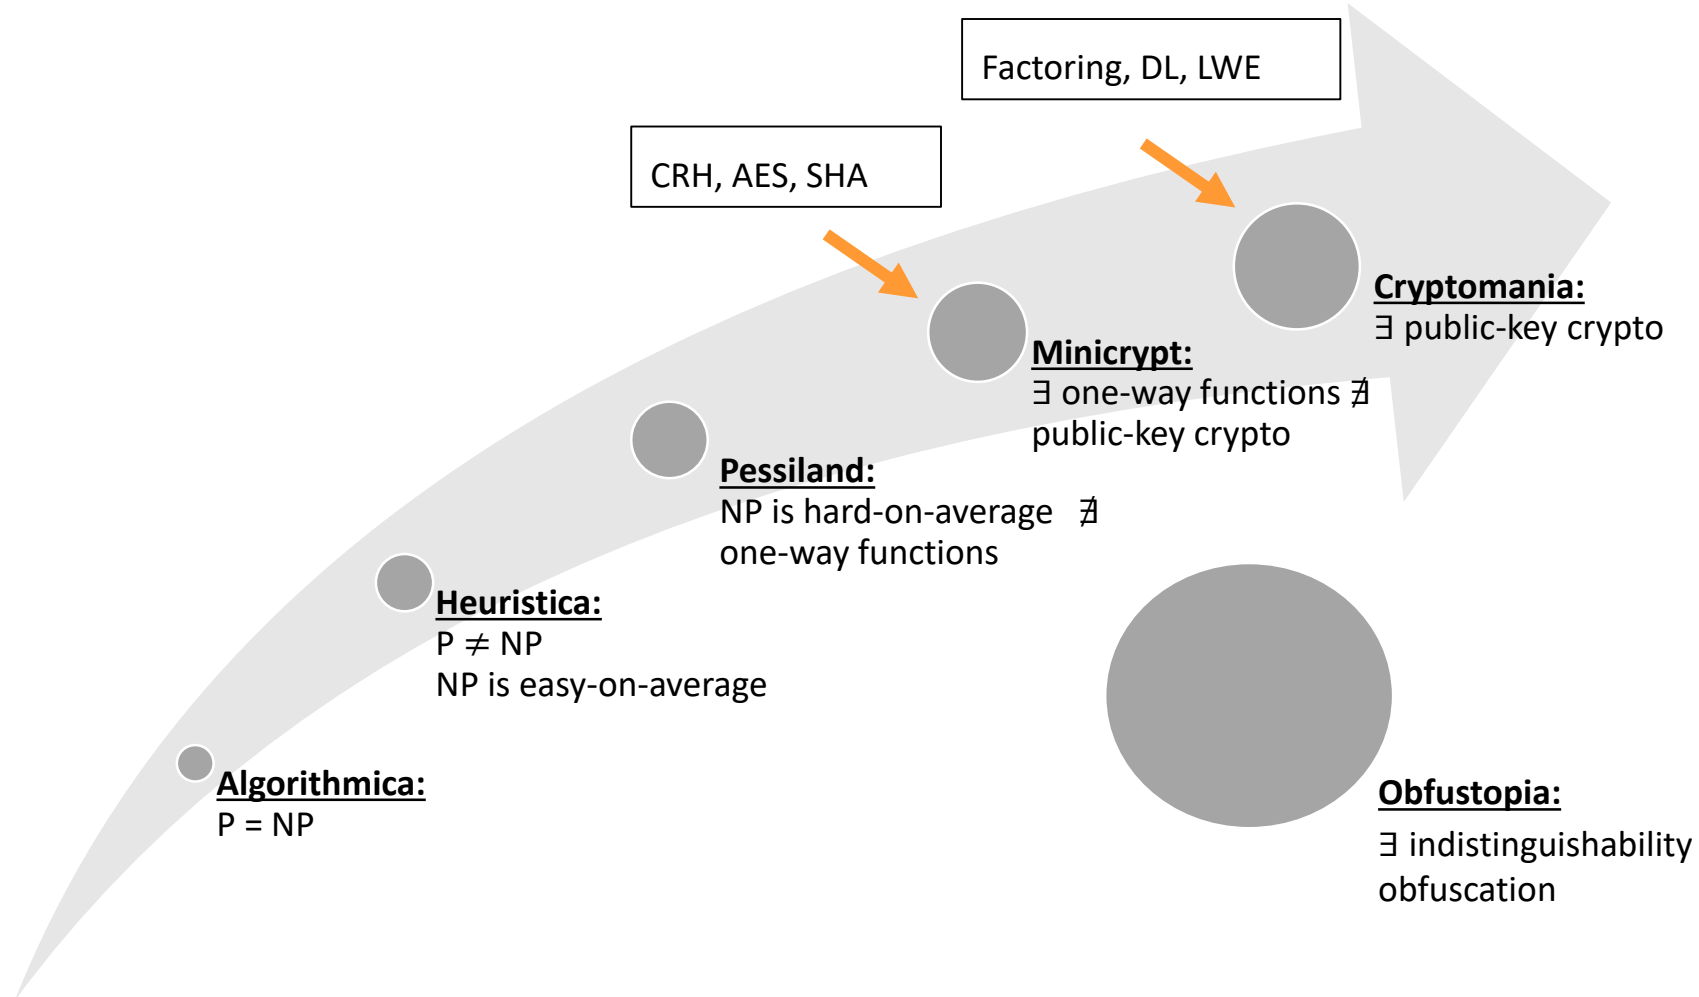 Factoring, DL, LWE
CRH, AES, SHA
Cryptomania:
∃ public-key crypto
Minicrypt:
∃ one-way functions ∄
public-key crypto
Pessiland:
NP is hard-on-average ∄
one-way functions
Heuristica:
P ≠ NP
NP is easy-on-average
Algorithmica:
P = NP
Obfustopia:
∃ indistinguishability
obfuscation